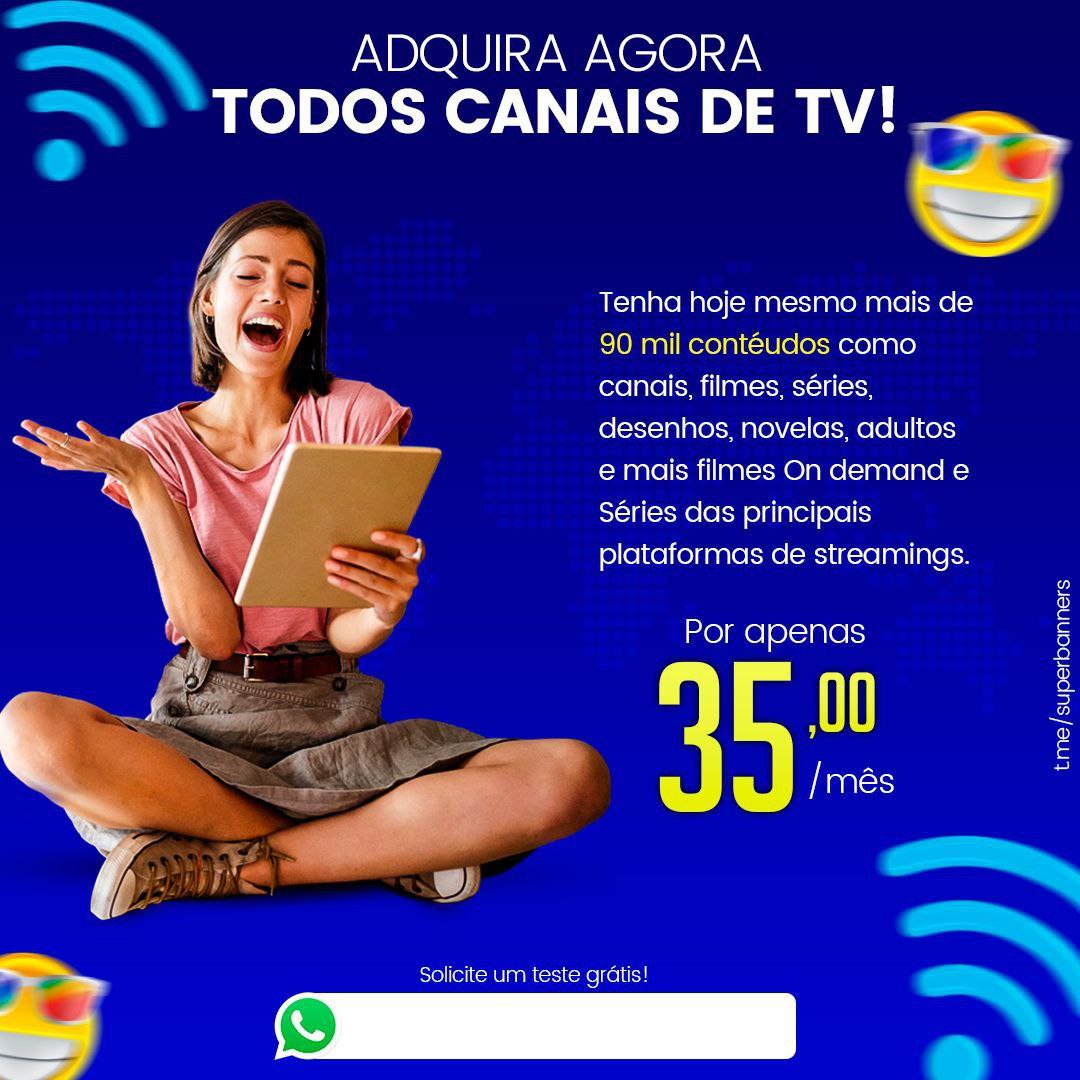 ADQUIRA AGORA
TODOS CANAIS DE TV!
Tenha hoje mesmo mais de
90 mil contéudos como
canais, filmes, séries,
desenhos, novelas, adultos
e mais filmes On demand e
Séries das principais
plataformas de streamings.
Por apenas
35,00
/mês
t.me/superbanners
Solicite um teste grátis!